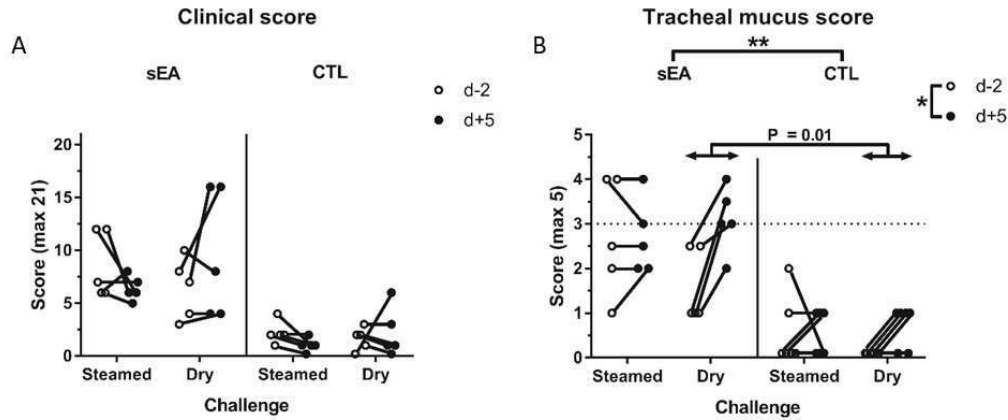 Clinical score
A
sEA
CTL
d-2
d+5
20
15
10
5
0
Score (max 21)
Steamed
Dry
Steamed
Dry
Challenge
Tracheal mucus score
B
**
sEA
CTL
d-2
*
d+5
P = 0.01
5
4
3
2
1
0
Score (max 5)
Steamed
Dry
Steamed
Dry
Challenge